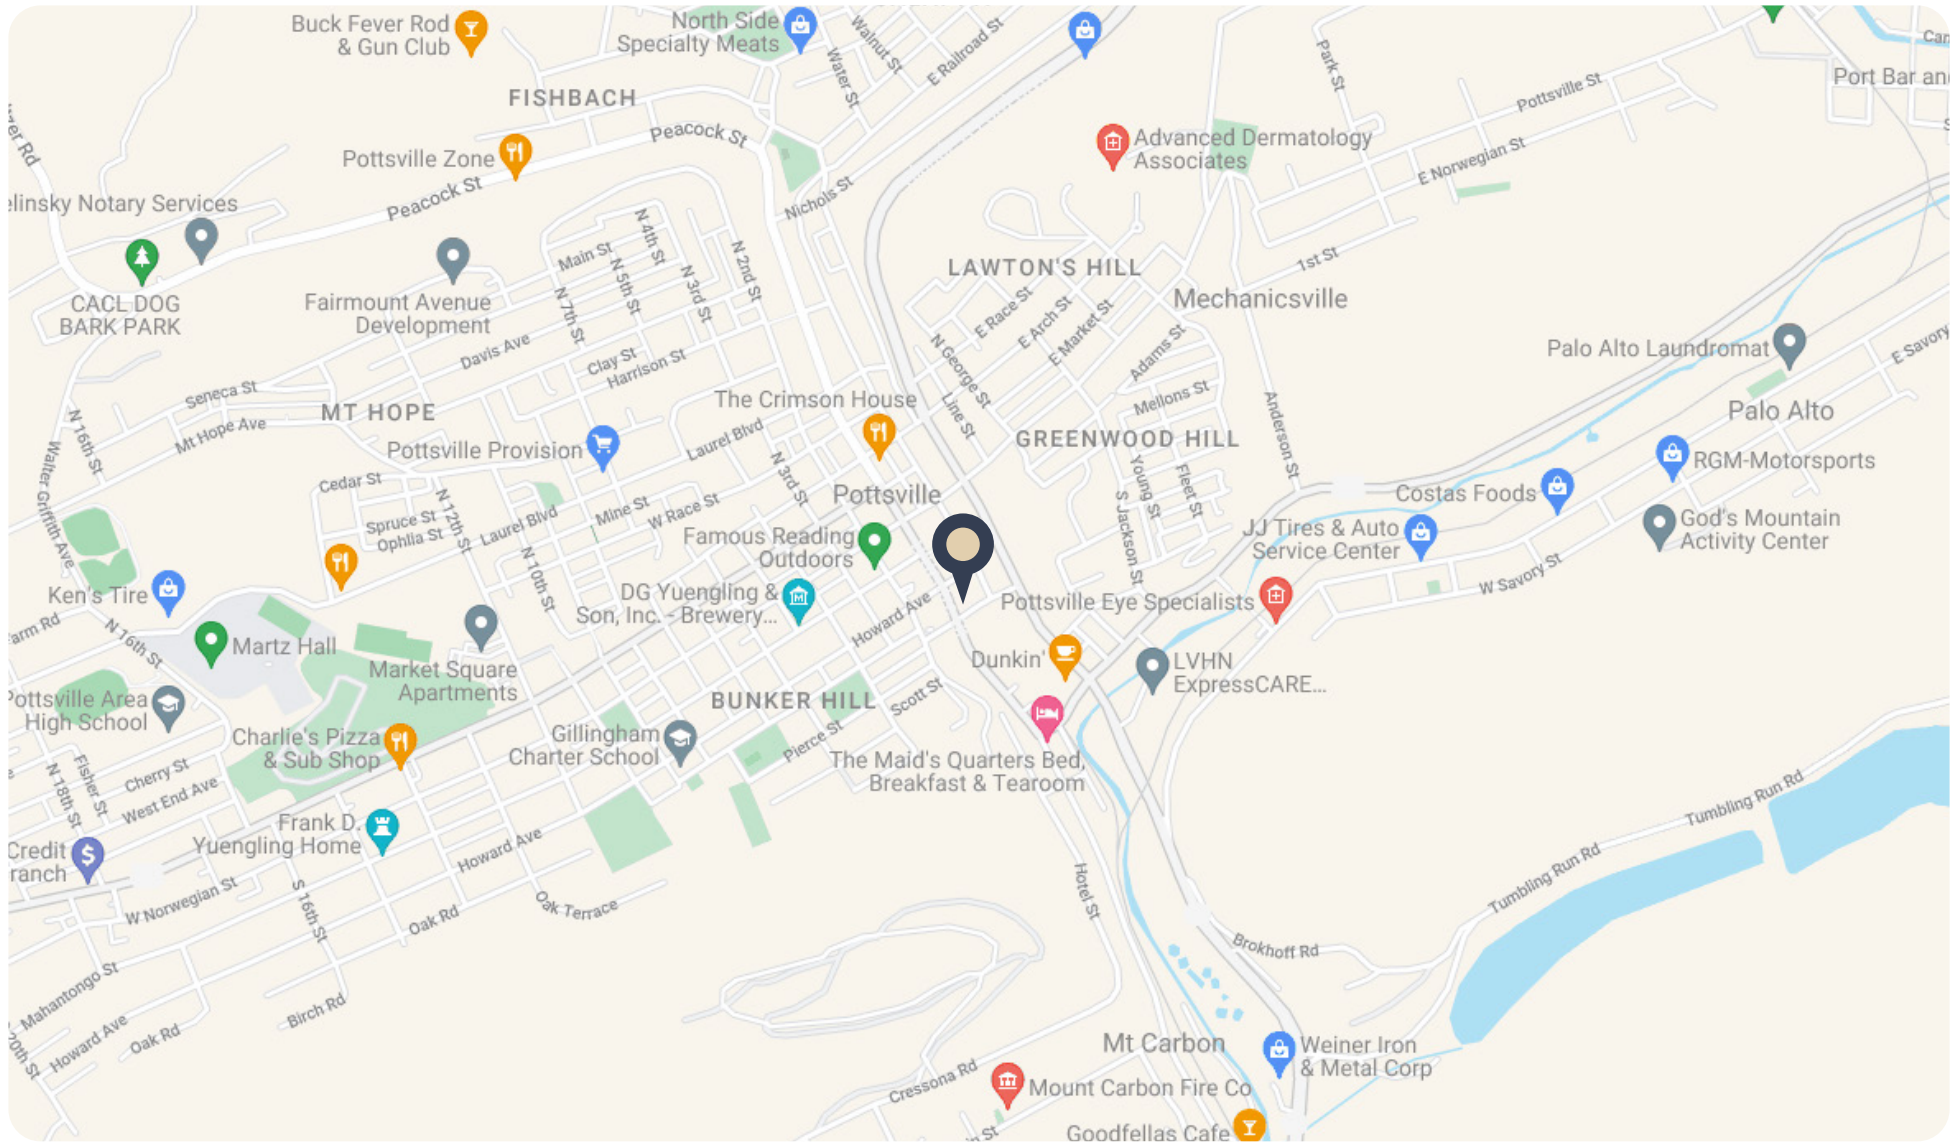 Buck Fever Rod
& Gun Club
North Side
Specialty Meats
Walnut St
Water St
E Railroad St
Park St
Pottsville St
Port Bar and
FISHBACH
Peacock St
Pottsville Zone
Peacock St
Nichols St
Advanced Dermatology
Associates
E Norwegian St
elinsky Notary Services
CACL DOG
BARK PARK
Fairmount Avenue
Development
Main St
N 4th St
N 5th St
N 7th St
N 3rd St
N 2nd St
LAWTON'S HILL
1st St
Mechanicsville
E Race St
E Arch St
E Market St
Adams St
N George St
Line St
Mellons St
Anderson St
Palo Alto Laundromat
E Savory
Palo Alto
Davis Ave
Clay St
Harrison St
Seneca St
Mt Hope Ave
MT HOPE
N 16th St
Walter Griffith Ave
The Crimson House
Pottsville Provision
Laurel Blvd
GREENWOOD HILL
Young St
Fleet St
S Jackson St
RGM-Motorsports
Costas Foods
JJ Tires & Auto
Service Center
God's Mountain
Activity Center
W Savory St
Cedar St
Spruce St
Ophlia St
N 12th St
Laurel Blvd
Mine St
W Race St
N 3rd St
N 10th St
Pottsville
Famous Reading
Outdoors
DG Yuengling &
Son, Inc. - Brewery...
Howard Ave
Pottsville Eye Specialists
Ken's Tire
Farm Rd
N 16th St
Martz Hall
Market Square
Apartments
Dunkin'
LVHN
ExpressCARE...
Pottsville Area
High School
BUNKER HILL
Scott St
Pierce St
Charlie's Pizza
& Sub Shop
Gillingham
Charter School
The Maid's Quarters Bed,
Breakfast & Tearoom
Cherry St
West End Ave
Fisher St
N 18th St
Frank D.
Yuengling Home
Credit
ranch
Howard Ave
Tumbling Run Rd
Tumbling Run Rd
Hotel St
W Norwegian St
S 16th St
Oak Rd
Oak Terrace
Brokhoff Rd
Mahantongo St
Howard Ave
Oak Rd
Birch Rd
20th St
Mt Carbon
Cressona Rd
Mount Carbon Fire Co
Weiner Iron
& Metal Corp
Goodfellas Cafe